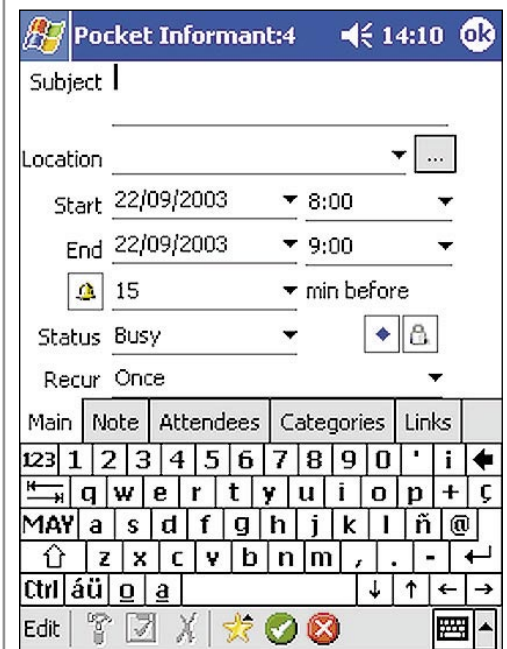 Pocket Informant:4 14:10 ok
Subject
Location ...
Start 22/09/2003 8:00
End 22/09/2003 9:00
15 min before
Status Busy
Recur Once
Main Note Attendees Categories Links
123 1 2 3 4 5 6 7 8 9 0 ' ¡
q w e r t y u i o p + ç
MAY a s d f g h j k l ñ @
z x c v b n m , . -
Ctrl áü o a ↓ ↑ ← →
Edit